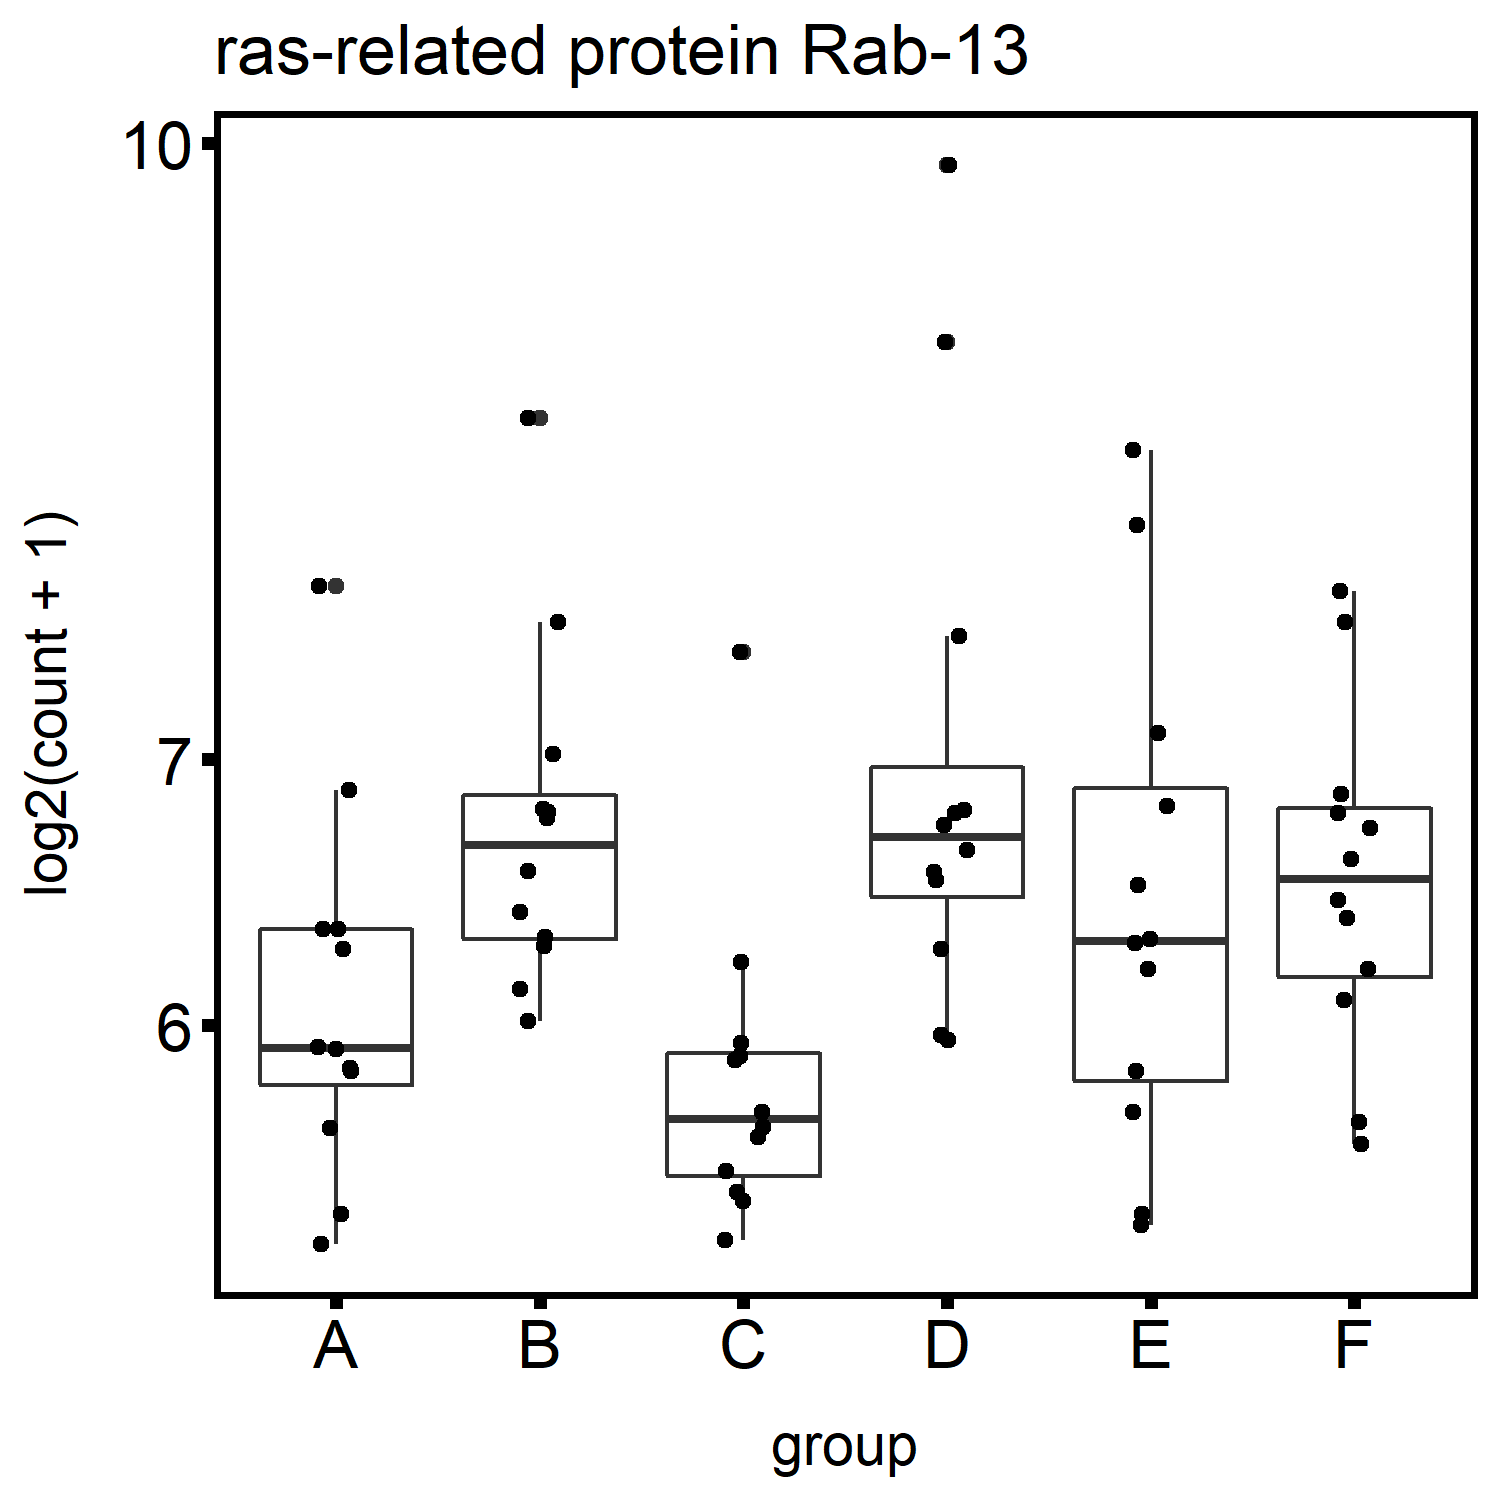 ras-related protein Rab-13
10
7
6
log2(count + 1)
A B C D E F
group